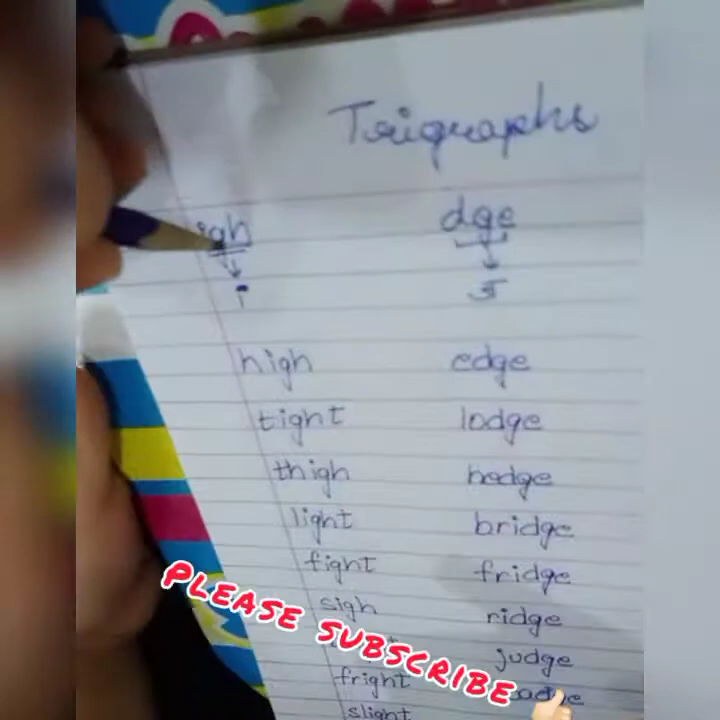 Trigraphs
igh dge
ī ज
high edge
tight lodge
thigh hedge
light bridge
fight fridge
sigh ridge
judge
fright
slight
PLEASE SUBSCRIBE